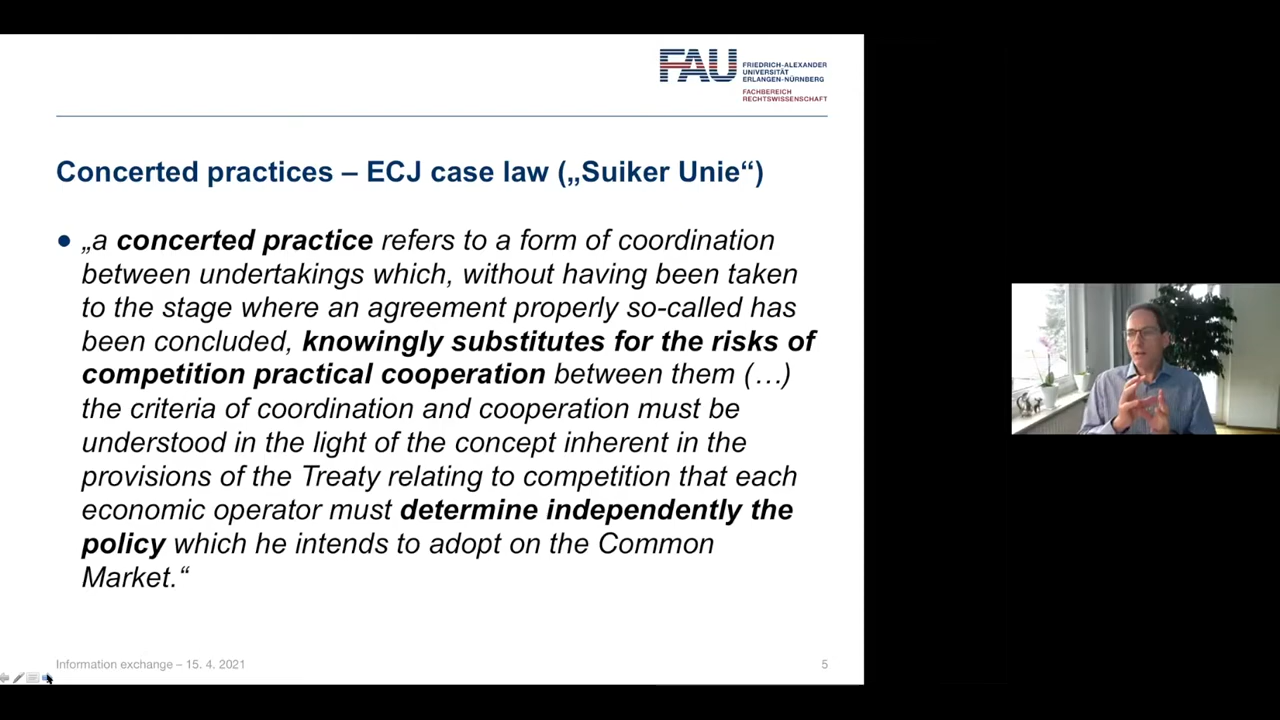 FAU
FRIEDRICH-ALEXANDER
UNIVERSITÄT
ERLANGEN-NÜRNBERG
FACHBEREICH
RECHTSWISSENSCHAFT
Concerted practices – ECJ case law („Suiker Unie“)
● „a concerted practice refers to a form of coordination
between undertakings which, without having been taken
to the stage where an agreement properly so-called has
been concluded, knowingly substitutes for the risks of
competition practical cooperation between them (…)
the criteria of coordination and cooperation must be
understood in the light of the concept inherent in the
provisions of the Treaty relating to competition that each
economic operator must determine independently the
policy which he intends to adopt on the Common
Market.“
Information exchange – 15. 4. 2021
5